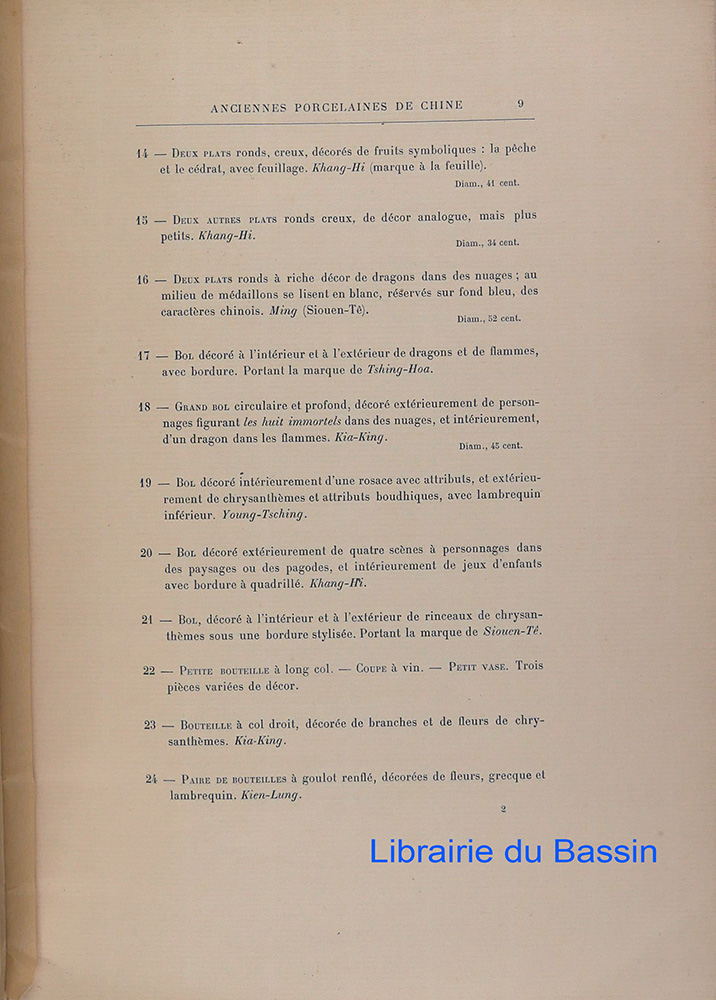 ANCIENNES PORCELAINES DE CHINE 9
14 — DEUX PLATS ronds, creux, décorés de fruits symboliques : la pêche
et le cédrat, avec feuillage. Khang-Hi (marque à la feuille).
Diam., 41 cent.
15 — DEUX AUTRES PLATS ronds creux, de décor analogue, mais plus
petits. Khang-Hi.
Diam., 34 cent.
16 — DEUX PLATS ronds à riche décor de dragons dans des nuages ; au
milieu de médaillons se lisent en blanc, réservés sur fond bleu, des
caractères chinois. Ming (Siouen-Tê).
Diam., 52 cent.
17 — BOL décoré à l'intérieur et à l'extérieur de dragons et de flammes,
avec bordure. Portant la marque de Tshing-Hoa.
18 — GRAND BOL circulaire et profond, décoré extérieurement de person-
nages figurant les huit immortels dans des nuages, et intérieurement,
d'un dragon dans les flammes. Kia-King.
Diam., 45 cent.
19 — BOL décoré intérieurement d'une rosace avec attributs, et extérieu-
rement de chrysanthèmes et attributs boudhiques, avec lambrequin
inférieur. Young-Tsching.
20 — BOL décoré extérieurement de quatre scènes à personnages dans
des paysages ou des pagodes, et intérieurement de jeux d'enfants
avec bordure à quadrillé. Khang-Hi.
21 — BOL, décoré à l'intérieur et à l'extérieur de rinceaux de chrysan-
thèmes sous une bordure stylisée. Portant la marque de Siouen-Tê.
22 — PETITE BOUTEILLE à long col. — COUPE à vin. — PETIT VASE. Trois
pièces variées de décor.
23 — BOUTEILLE à col droit, décorée de branches et de fleurs de chry-
santhèmes. Kia-King.
24 — PAIRE DE BOUTEILLES à goulot renflé, décorées de fleurs, grecque et
lambrequin. Kien-Lung.
2
Librairie du Bassin